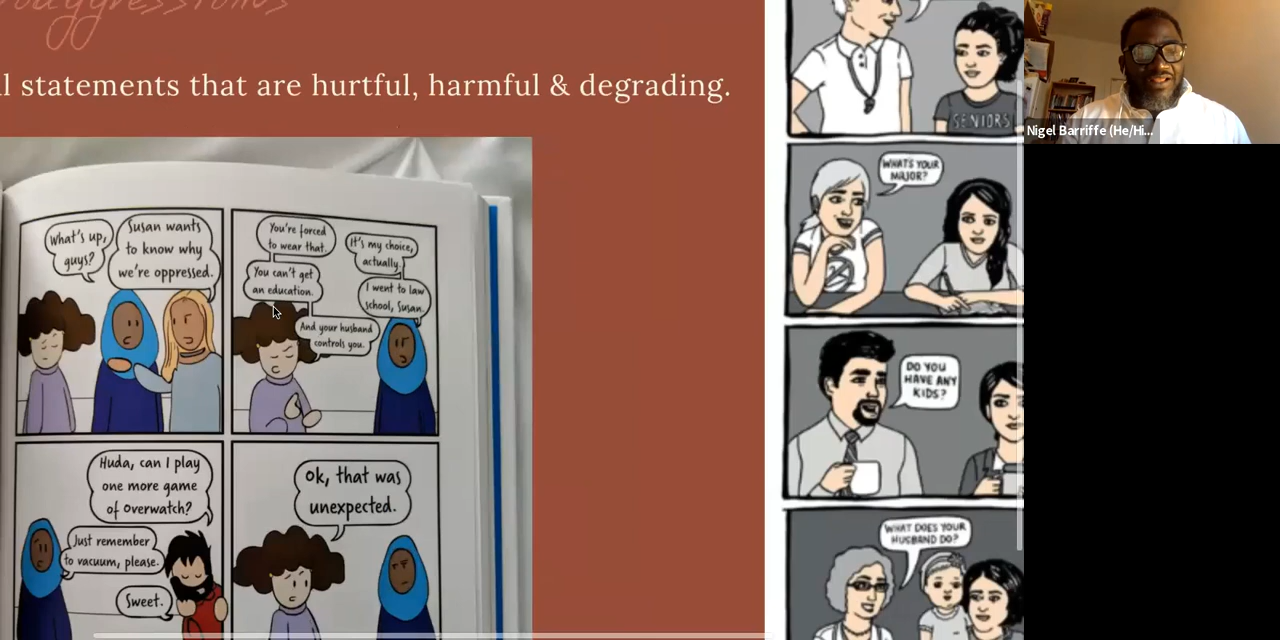 statements that are hurtful, harmful & degrading.
What's up,
guys?
Susan wants
to know why
we're oppressed.
You're forced
to wear that.
You can't get
an education.
And your husband
controls you.
It's my choice,
actually.
I went to law
school, Susan.
Huda, can I play
one more game
of Overwatch?
Just remember
to vacuum, please.
Sweet.
Ok, that was
unexpected.
SENIORS
WHAT'S YOUR
MAJOR?
DO YOU
HAVE ANY
KIDS?
WHAT DOES YOUR
HUSBAND DO?
Nigel Barriffe (He/Hi...